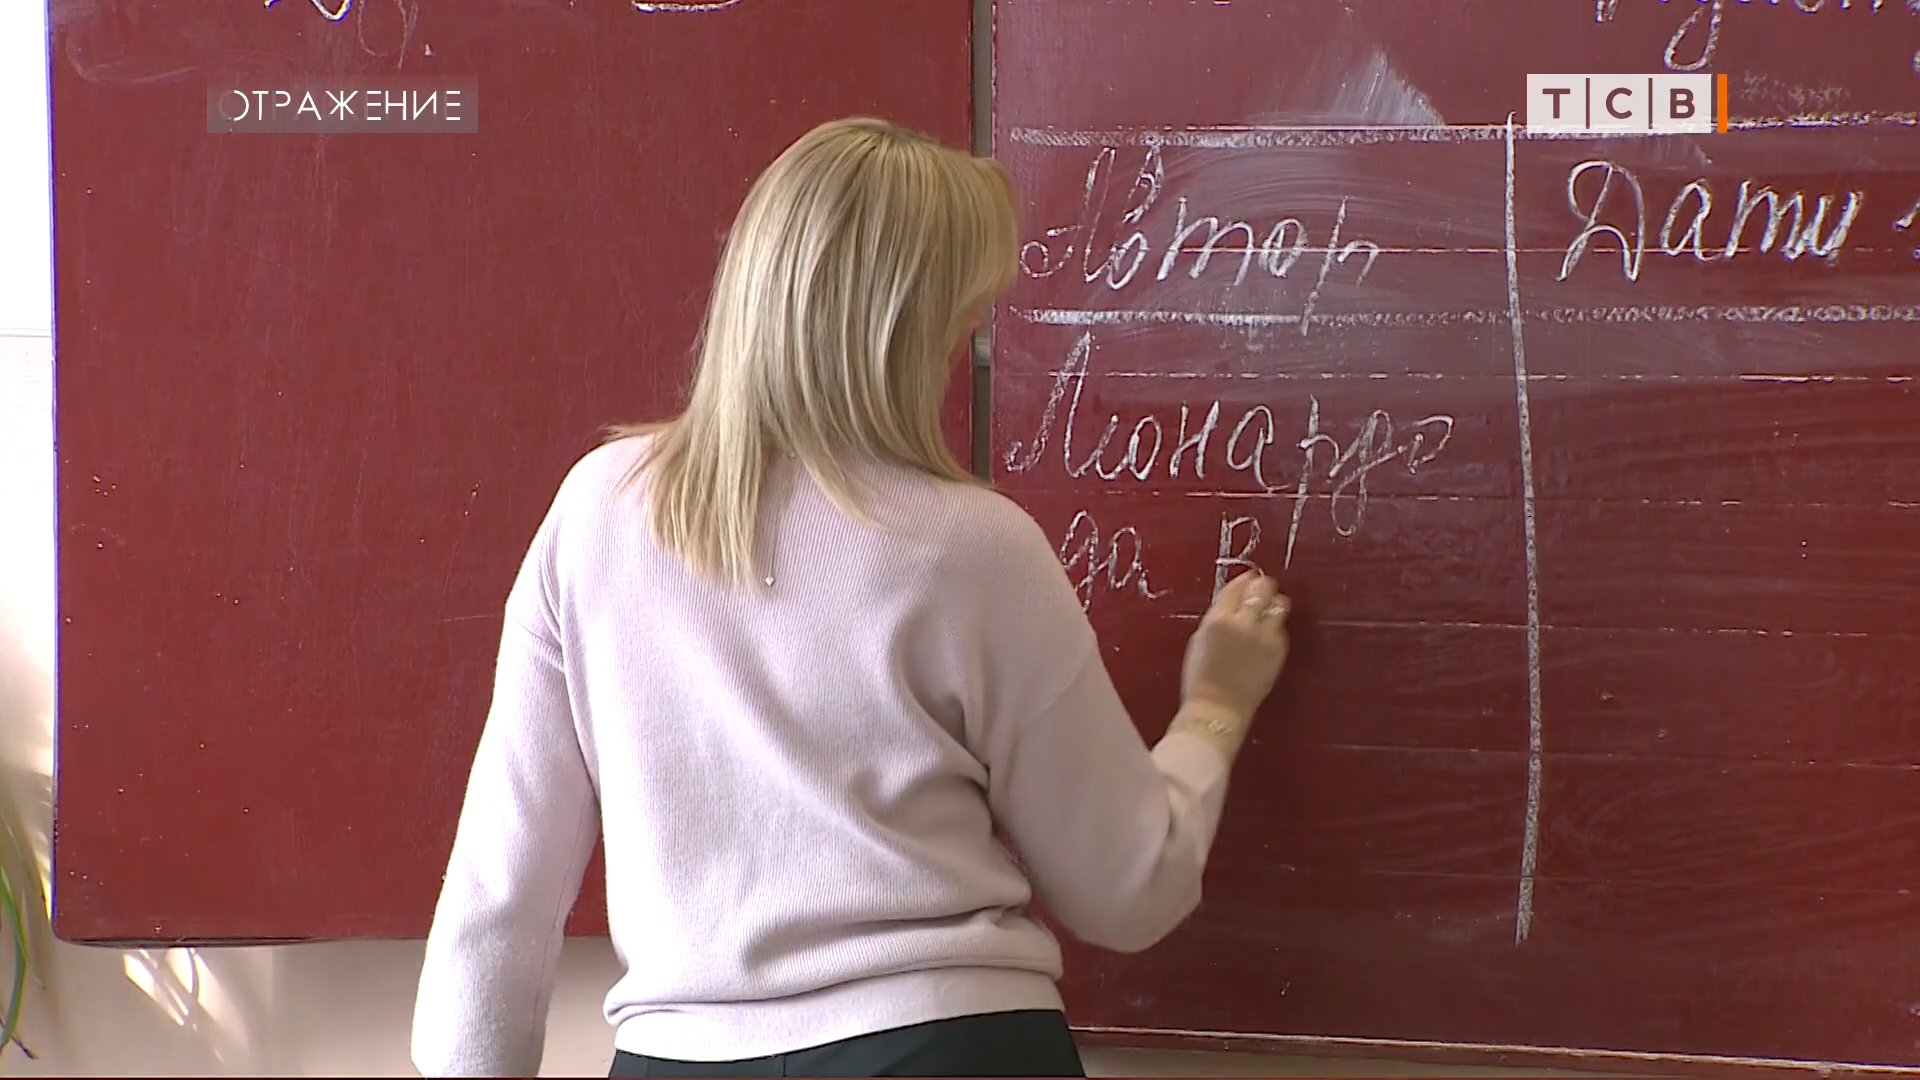 ОТРАЖЕНИЕ
ТСВ
Автор
Дати
Леонардо
да В